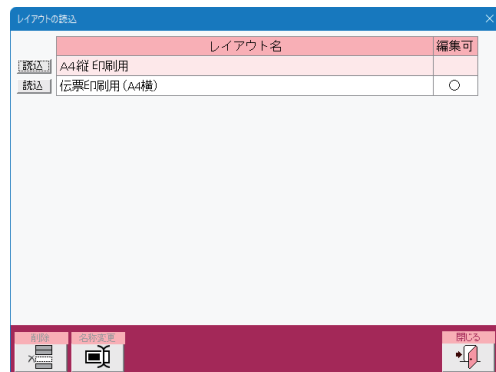 レイアウトの読込
レイアウト名 編集可
読込 A4縦 印刷用
読込 伝票印刷用(A4横) ○
削除 名称変更 閉じる